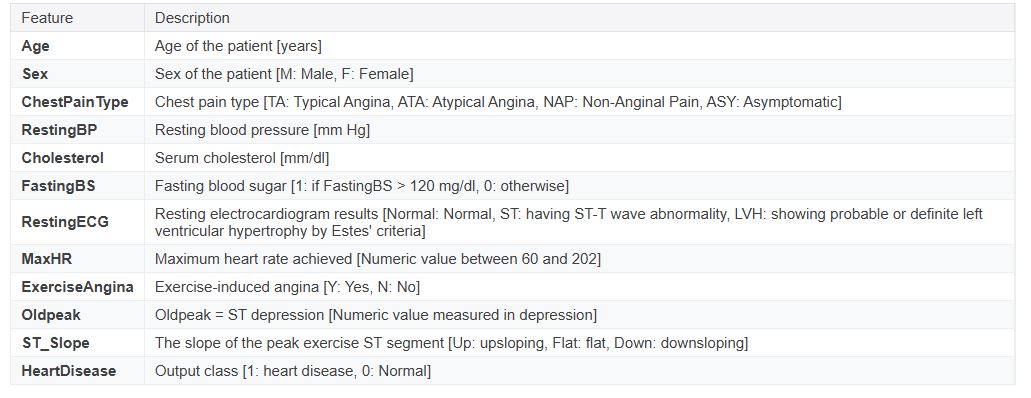 Feature Description
Age Age of the patient [years]
Sex Sex of the patient [M: Male, F: Female]
ChestPainType Chest pain type [TA: Typical Angina, ATA: Atypical Angina, NAP: Non-Anginal Pain, ASY: Asymptomatic]
RestingBP Resting blood pressure [mm Hg]
Cholesterol Serum cholesterol [mm/dl]
FastingBS Fasting blood sugar [1: if FastingBS > 120 mg/dl, 0: otherwise]
RestingECG Resting electrocardiogram results [Normal: Normal, ST: having ST-T wave abnormality, LVH: showing probable or definite left
ventricular hypertrophy by Estes' criteria]
MaxHR Maximum heart rate achieved [Numeric value between 60 and 202]
ExerciseAngina Exercise-induced angina [Y: Yes, N: No]
Oldpeak Oldpeak = ST depression [Numeric value measured in depression]
ST_Slope The slope of the peak exercise ST segment [Up: upsloping, Flat: flat, Down: downsloping]
HeartDisease Output class [1: heart disease, 0: Normal]